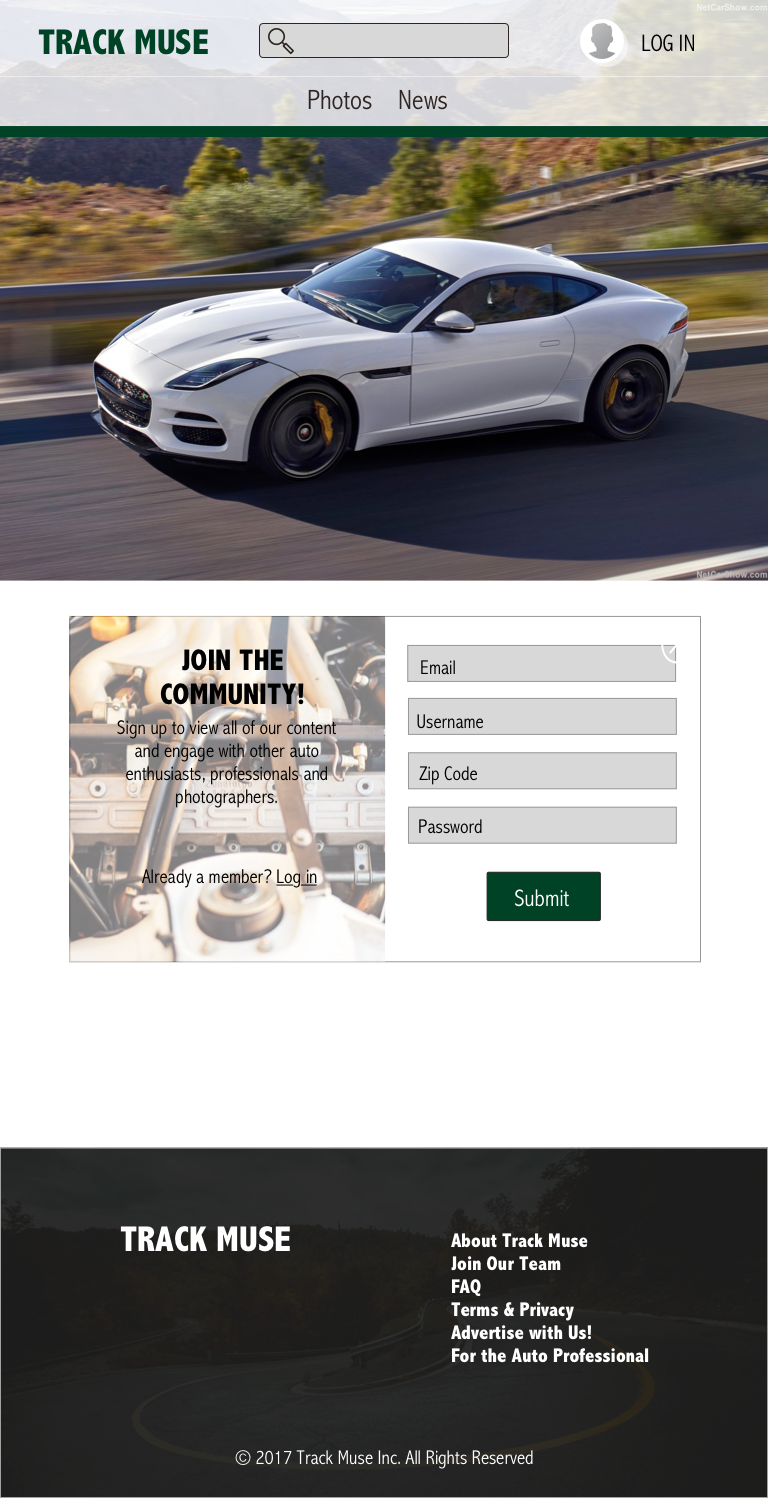 NetCarShow.com
TRACK MUSE
LOG IN
Photos News
NetCarShow.com
JOIN THE
COMMUNITY!
Sign up to view all of our content
and engage with other auto
enthusiasts, professionals and
photographers.
PORSCHE
Already a member? Log in
Email
Username
Zip Code
Password
Submit
TRACK MUSE
About Track Muse
Join Our Team
FAQ
Terms & Privacy
Advertise with Us!
For the Auto Professional
© 2017 Track Muse Inc. All Rights Reserved